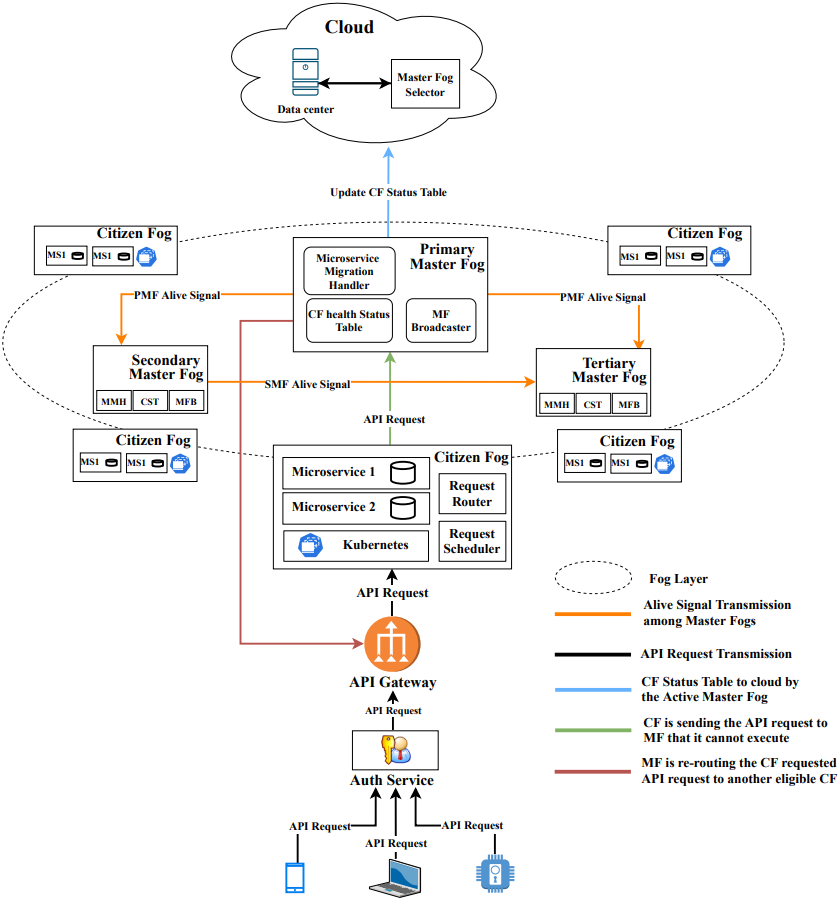 Cloud
Master Fog
Selector
Data center
Update CF Status Table
Citizen Fog
MS1
MS1
Citizen Fog
MS1
MS1
Primary
Master Fog
Microservice
Migration
Handler
CF health Status
Table
MF
Broadcaster
PMF Alive Signal
PMF Alive Signal
Secondary
Master Fog
MMH
CST
MFB
SMF Alive Signal
Tertiary
Master Fog
MMH
CST
MFB
API Request
Citizen Fog
MS1
MS1
Citizen Fog
MS1
MS1
Citizen Fog
Microservice 1
Microservice 2
Kubernetes
Request
Router
Request
Scheduler
API Request
API Gateway
API Request
Auth Service
API Request
API Request
API Request
Fog Layer
Alive Signal Transmission
among Master Fogs
API Request Transmission
CF Status Table to cloud by
the Active Master Fog
CF is sending the API request to
MF that it cannot execute
MF is re-routing the CF requested
API request to another eligible CF